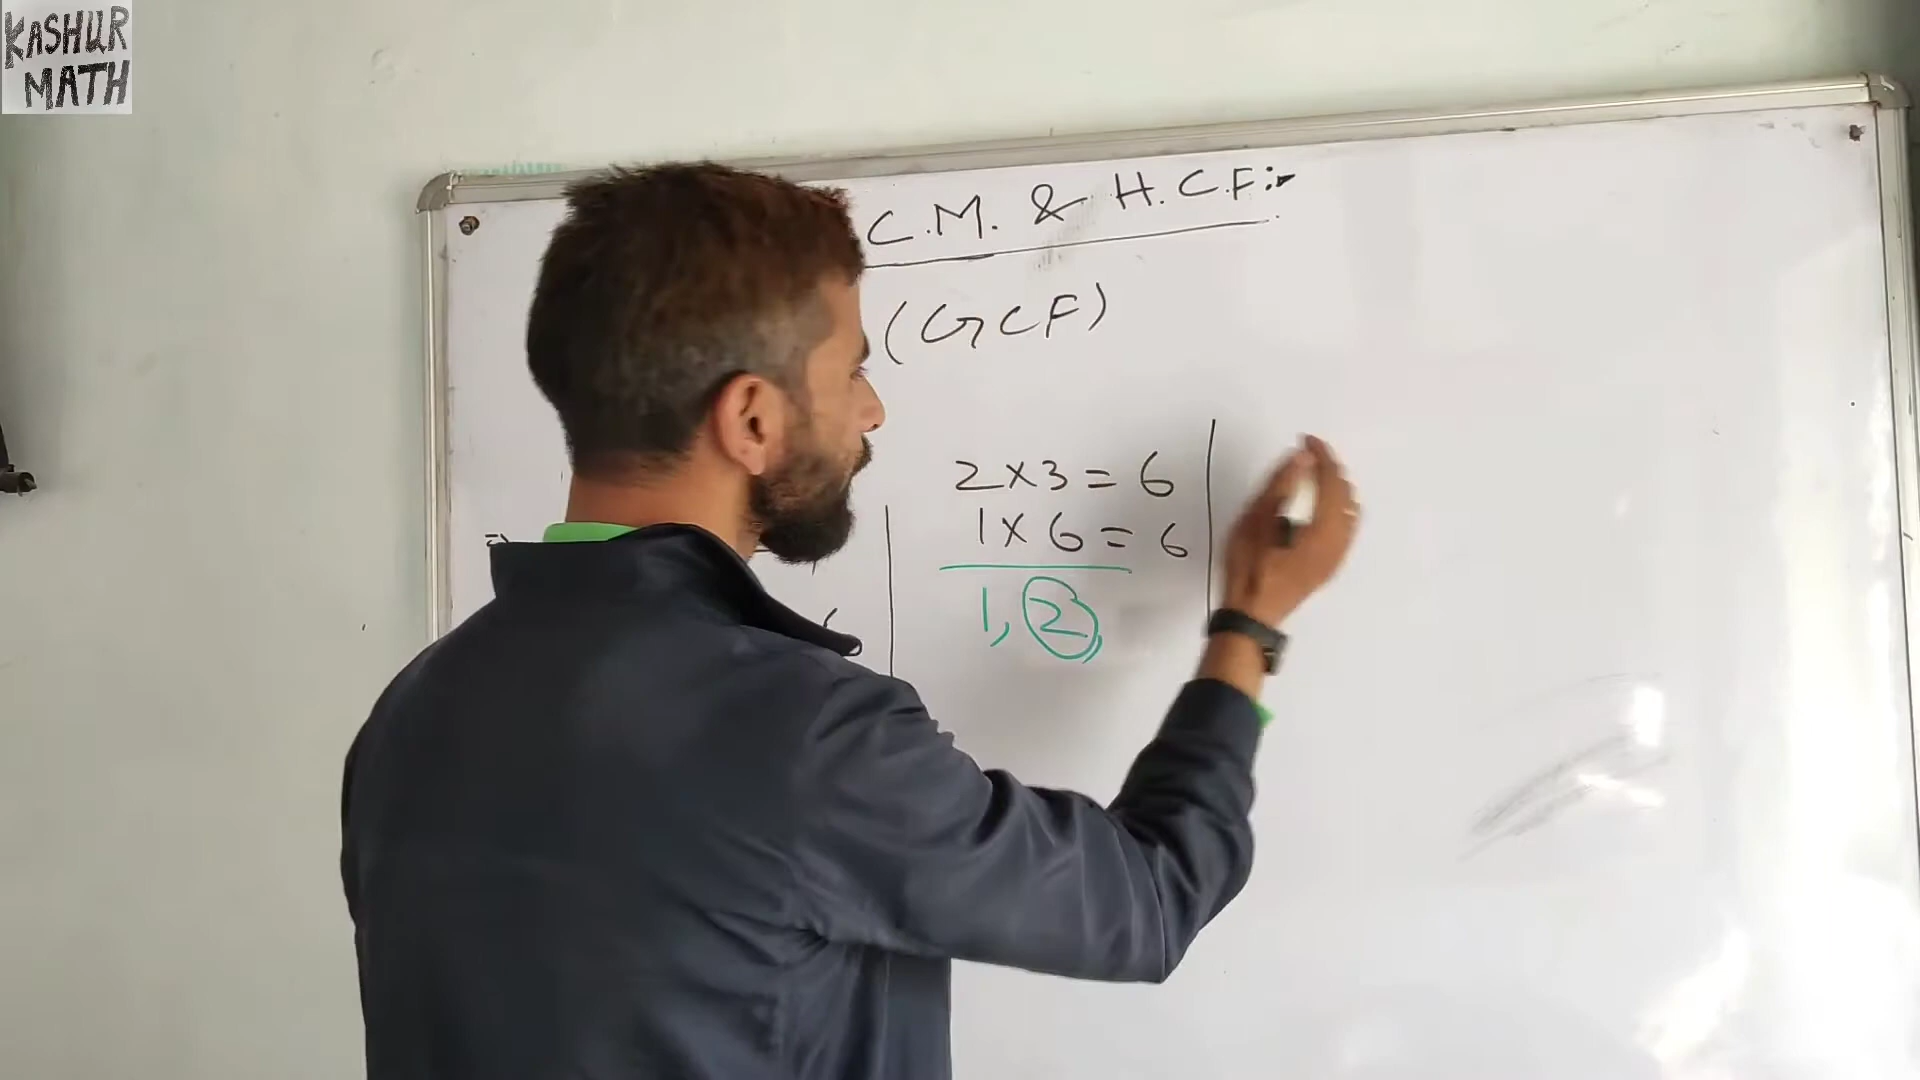 KASHUR
MATH
C.M. & H.C.F:-
(GCF)
2×3=6
1×6=6
1, 2,